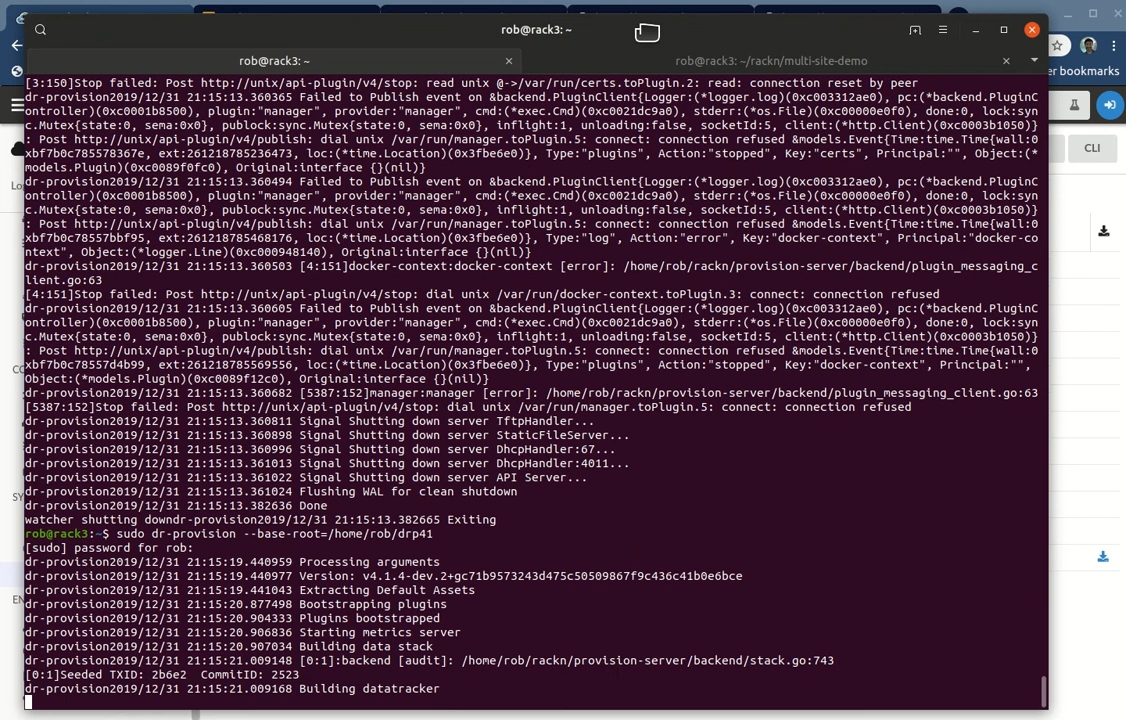 rob@rack3: ~
rob@rack3: ~
rob@rack3: ~/rackn/multi-site-demo
er bookmarks
CLI
[3:150]Stop failed: Post http://unix/api-plugin/v4/stop: read unix @->/var/run/certs.toPlugin.2: read: connection reset by peer
dr-provision2019/12/31 21:15:13.360365 Failed to Publish event on &backend.PluginClient{Logger:(*logger.log)(0xc003312ae0), pc:(*backend.PluginC
ontroller)(0xc0001b8500), plugin:"manager", provider:"manager", cmd:(*exec.Cmd)(0xc0021dc9a0), stderr:(*os.File)(0xc00000e0f0), done:0, lock:syn
c.Mutex{state:0, sema:0x0}, publock:sync.Mutex{state:0, sema:0x0}, inflight:1, unloading:false, socketId:5, client:(*http.Client)(0xc0003b1050)}
: Post http://unix/api-plugin/v4/publish: dial unix /var/run/manager.toPlugin.5: connect: connection refused &models.Event{Time:time.Time{wall:0
xbf7b0c785578367e, ext:261218785236473, loc:(*time.Location)(0x3fbe6e0)}, Type:"plugins", Action:"stopped", Key:"certs", Principal:"", Object:(*
models.Plugin)(0xc0089f0fc0), Original:interface {}(nil)}
dr-provision2019/12/31 21:15:13.360494 Failed to Publish event on &backend.PluginClient{Logger:(*logger.log)(0xc003312ae0), pc:(*backend.PluginC
ontroller)(0xc0001b8500), plugin:"manager", provider:"manager", cmd:(*exec.Cmd)(0xc0021dc9a0), stderr:(*os.File)(0xc00000e0f0), done:0, lock:syn
c.Mutex{state:0, sema:0x0}, publock:sync.Mutex{state:0, sema:0x0}, inflight:1, unloading:false, socketId:5, client:(*http.Client)(0xc0003b1050)}
: Post http://unix/api-plugin/v4/publish: dial unix /var/run/manager.toPlugin.5: connect: connection refused &models.Event{Time:time.Time{wall:0
xbf7b0c78557bbf95, ext:261218785468176, loc:(*time.Location)(0x3fbe6e0)}, Type:"log", Action:"error", Key:"docker-context", Principal:"docker-co
ntext", Object:(*logger.Line)(0xc000948140), Original:interface {}(nil)}
dr-provision2019/12/31 21:15:13.360503 [4:151]docker-context:docker-context [error]: /home/rob/rackn/provision-server/backend/plugin_messaging_c
lient.go:63
[4:151]Stop failed: Post http://unix/api-plugin/v4/stop: dial unix /var/run/docker-context.toPlugin.3: connect: connection refused
dr-provision2019/12/31 21:15:13.360605 Failed to Publish event on &backend.PluginClient{Logger:(*logger.log)(0xc003312ae0), pc:(*backend.PluginC
ontroller)(0xc0001b8500), plugin:"manager", provider:"manager", cmd:(*exec.Cmd)(0xc0021dc9a0), stderr:(*os.File)(0xc00000e0f0), done:0, lock:syn
c.Mutex{state:0, sema:0x0}, publock:sync.Mutex{state:0, sema:0x0}, inflight:1, unloading:false, socketId:5, client:(*http.Client)(0xc0003b1050)}
: Post http://unix/api-plugin/v4/publish: dial unix /var/run/manager.toPlugin.5: connect: connection refused &models.Event{Time:time.Time{wall:0
xbf7b0c78557d4b99, ext:261218785569556, loc:(*time.Location)(0x3fbe6e0)}, Type:"plugins", Action:"stopped", Key:"docker-context", Principal:"",
Object:(*models.Plugin)(0xc0089f12c0), Original:interface {}(nil)}
dr-provision2019/12/31 21:15:13.360682 [5387:152]manager:manager [error]: /home/rob/rackn/provision-server/backend/plugin_messaging_client.go:63
[5387:152]Stop failed: Post http://unix/api-plugin/v4/stop: dial unix /var/run/manager.toPlugin.5: connect: connection refused
dr-provision2019/12/31 21:15:13.360811 Signal Shutting down server TftpHandler...
dr-provision2019/12/31 21:15:13.360898 Signal Shutting down server StaticFileServer...
dr-provision2019/12/31 21:15:13.360996 Signal Shutting down server DhcpHandler:67...
dr-provision2019/12/31 21:15:13.361013 Signal Shutting down server DhcpHandler:4011...
dr-provision2019/12/31 21:15:13.361022 Signal Shutting down server API Server...
dr-provision2019/12/31 21:15:13.361024 Flushing WAL for clean shutdown
dr-provision2019/12/31 21:15:13.382636 Done
watcher shutting downdr-provision2019/12/31 21:15:13.382665 Exiting
rob@rack3:~$ sudo dr-provision --base-root=/home/rob/drp41
[sudo] password for rob:
dr-provision2019/12/31 21:15:19.440959 Processing arguments
dr-provision2019/12/31 21:15:19.440977 Version: v4.1.4-dev.2+gc71b9573243d475c50509867f9c436c41b0e6bce
dr-provision2019/12/31 21:15:19.441043 Extracting Default Assets
dr-provision2019/12/31 21:15:20.877498 Bootstrapping plugins
dr-provision2019/12/31 21:15:20.904333 Plugins bootstrapped
dr-provision2019/12/31 21:15:20.906836 Starting metrics server
dr-provision2019/12/31 21:15:20.907034 Building data stack
dr-provision2019/12/31 21:15:21.009148 [0:1]:backend [audit]: /home/rob/rackn/provision-server/backend/stack.go:743
[0:1]Seeded TXID: 2b6e2  CommitID: 2523
dr-provision2019/12/31 21:15:21.009168 Building datatracker